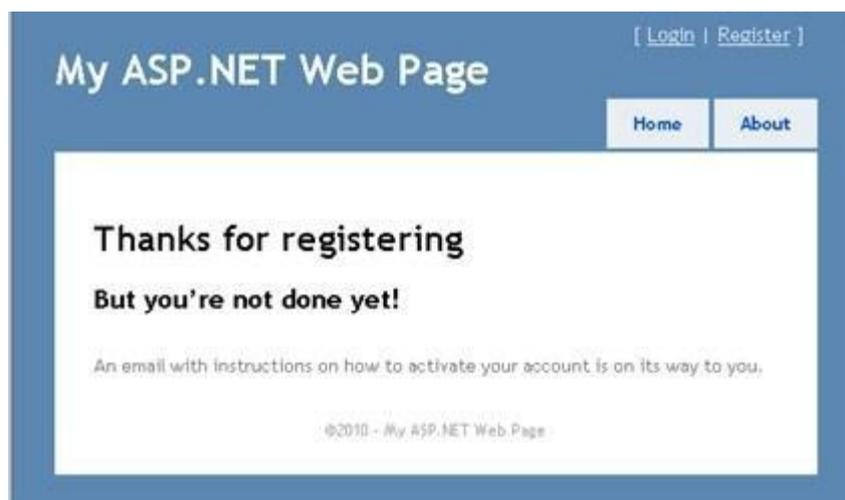 [ Login | Register ]
My ASP.NET Web Page
Home About
Thanks for registering
But you're not done yet!
An email with instructions on how to activate your account is on its way to you.
©2010 - My ASP.NET Web Page